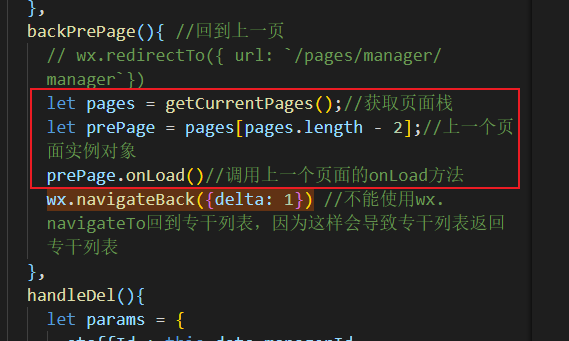 },
backPrePage(){ //回到上一页
// wx.redirectTo({ url: `/pages/manager/
manager`})
let pages = getCurrentPages();//获取页面栈
let prePage = pages[pages.length - 2];//上一个页
面实例对象
prePage.onLoad()//调用上一个页面的onLoad方法
wx.navigateBack({delta: 1}) //不能使用wx.
navigateTo回到专干列表，因为这样会导致专干列表返回
专干列表
},
handleDel(){
let params = {
staffId : this.data.managerId